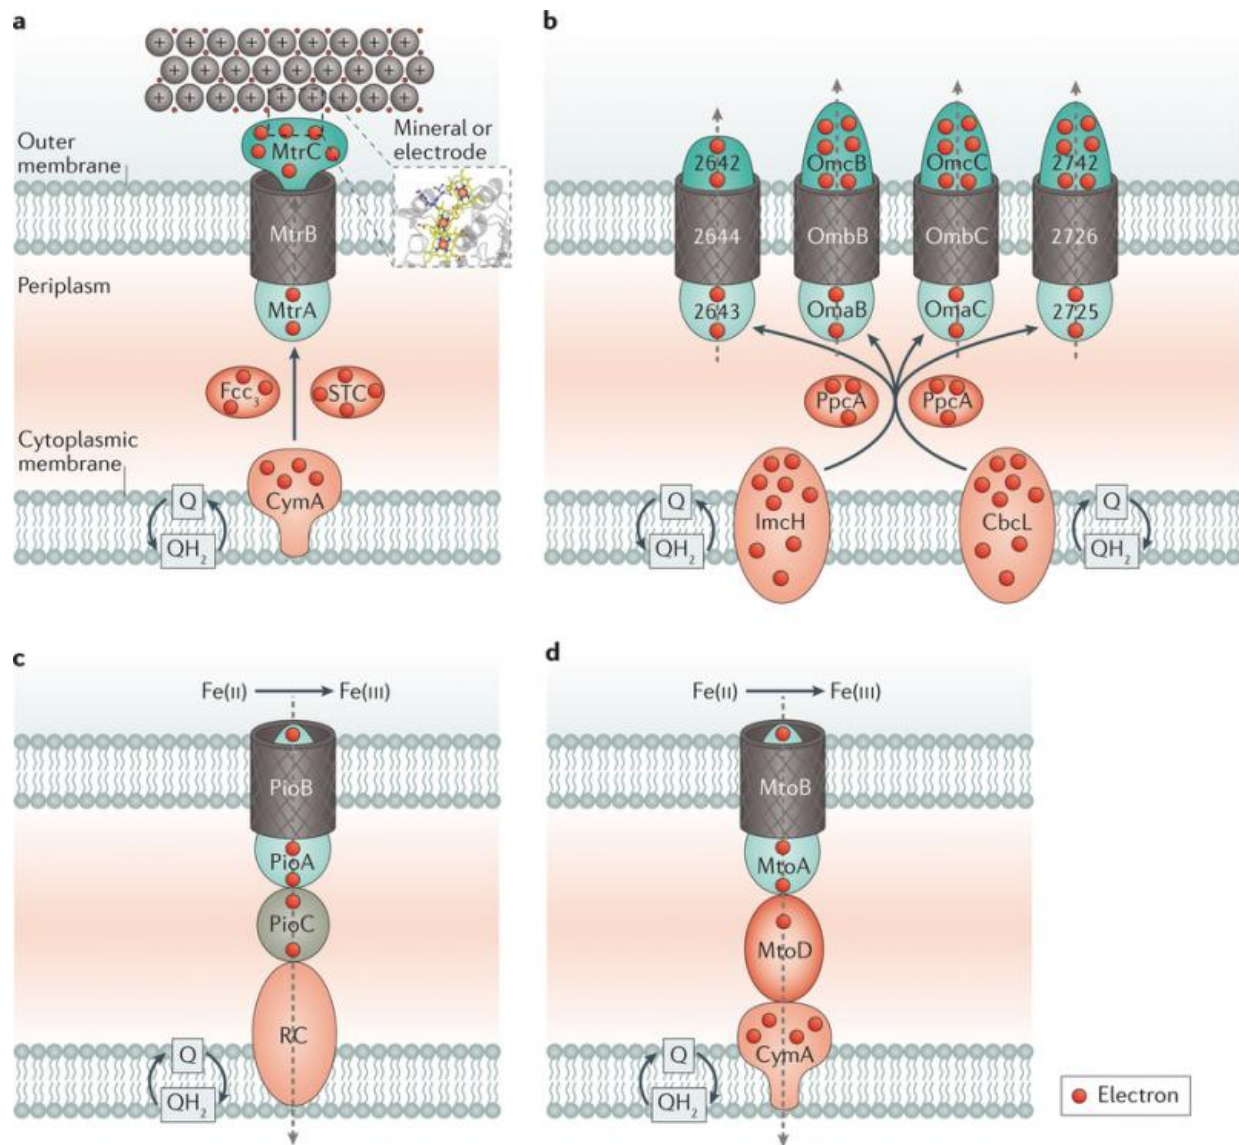 a
+ + + + + + + + + +
+ + + + + + + + + +
+ + + + + + + + + +
Outer
membrane
MtrC
Mineral or
electrode
MtrB
Periplasm
MtrA
Fcc3
STC
Cytoplasmic
membrane
Q
CymA
QH2
b
2642
OmcB
OmcC
2742
2644
OmbB
OmbC
2726
2643
OmaB
OmaC
2725
PpcA
PpcA
Q
QH2
ImcH
CbcL
Q
QH2
c
Fe(II)
Fe(III)
PioB
PioA
PioC
RC
Q
QH2
d
Fe(II)
Fe(III)
MtoB
MtoA
MtoD
Q
CymA
QH2
Electron